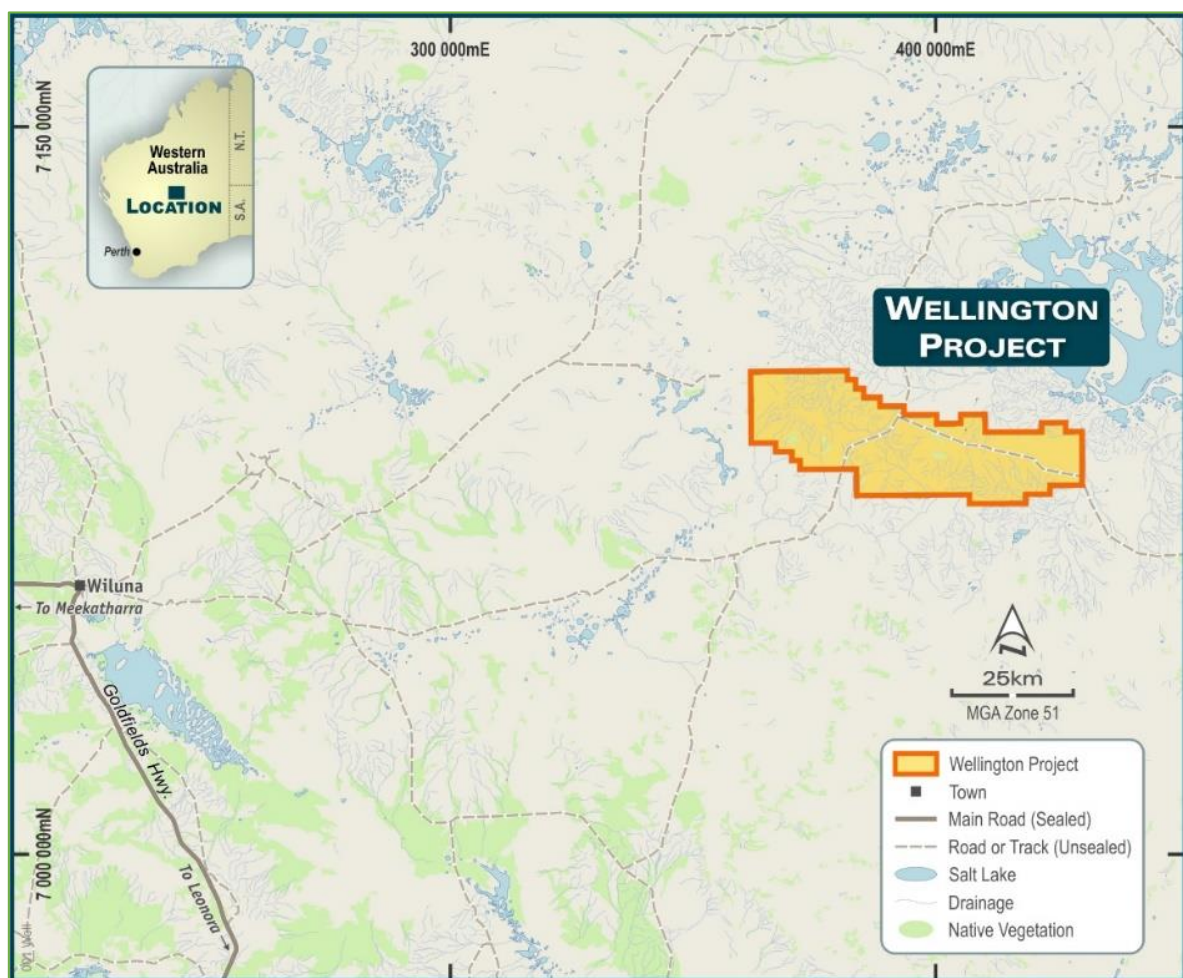 300 000mE
400 000mE
7 150 000mN
Western
Australia
LOCATION
N.T.
S.A.
Perth
WELLINGTON
PROJECT
Wiluna
To Meekatharra
Goldfields Hwy.
To Leonora
25km
MGA Zone 51
7 000 000mN
Wellington Project
Town
Main Road (Sealed)
Road or Track (Unsealed)
Salt Lake
Drainage
Native Vegetation